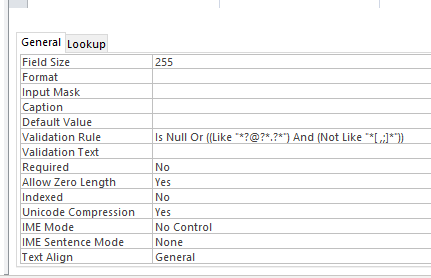 General Lookup
Field Size 255
Format
Input Mask
Caption
Default Value
Validation Rule Is Null Or ((Like "*?@?*.?*") And (Not Like "*[ ,;]*"))
Validation Text
Required No
Allow Zero Length Yes
Indexed No
Unicode Compression Yes
IME Mode No Control
IME Sentence Mode None
Text Align General